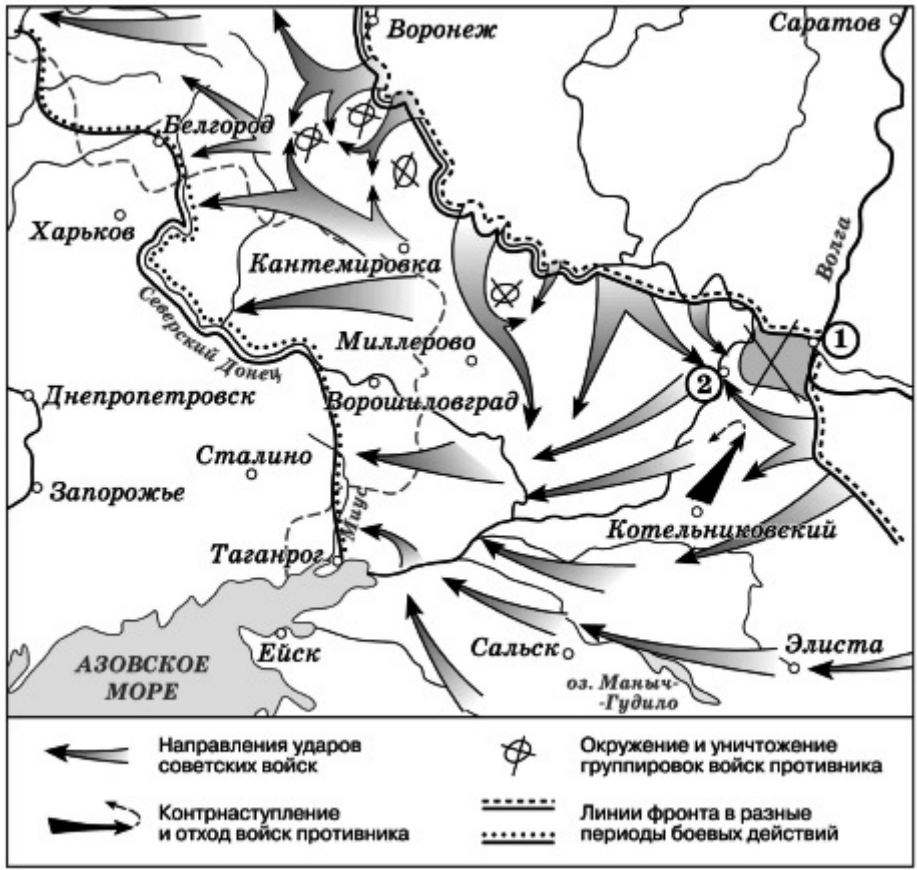 Воронеж
Саратов
Белгород
Волга
Харьков
Кантемировка
Северский Донец
1
Миллерово
2
Днепропетровск
Ворошиловград
Сталино
Запорожье
Миус
Котельниковский
Таганрог
АЗОВСКОЕ
МОРЕ
Ейск
Сальск
Элиста
оз. Маныч-
-Гудило
Направления ударов
советских войск
Окружение и уничтожение
группировок войск противника
Контрнаступление
и отход войск противника
Линии фронта в разные
периоды боевых действий